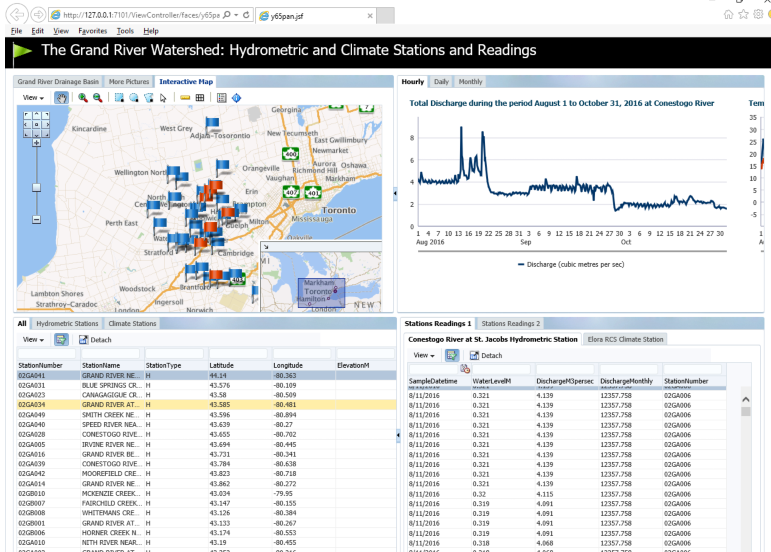 http://127.0.0.1:7101/ViewController/faces/y65pa
y65pan.jsf
File Edit View Favorites Tools Help
The Grand River Watershed: Hydrometric and Climate Stations and Readings
Grand River Drainage Basin More Pictures Interactive Map
View
Georgina
7
Kincardine
West Grey
Adjala-Tosorontio
New Tecumseth
East Gwillimbury
400
Newmarket
Aurora
Oshawa
Wellington North
Orangeville
Richmond Hill
Vaughan
Markham
North
Erin
407
401
Brampton
Toronto
Perth East
Guelph
Milton
Mississauga
Oakville
Stratford
Cambridge
Woodstock
Brantford
403
Lambton Shores
Ingersoll
Strathroy-Caradoc
London
Norwich
Markham
Toronto
Hamilton
NEW
London
Hourly Daily Monthly
Total Discharge during the period August 1 to October 31, 2016 at Conestogo River
8
6
4
2
0
1 4 7 10 13 16 19 22 25 28 31 3 6 9 12 15 18 21 24 27 30 3 6 9 12 15 18 21 24 27 30
Aug 2016 Sep Oct
Discharge (cubic metres per sec)
Tem
35
30
25
20
15
10
5
0
-5
All Hydrometric Stations Climate Stations
View Detach
StationNumber StationName StationType Latitude Longitude ElevationM
02GA041 GRAND RIVER NE... H 44.14 -80.363
02GA031 BLUE SPRINGS CR... H 43.576 -80.109
02GA023 CANAGAGIGUE CR... H 43.58 -80.509
02GA034 GRAND RIVER AT... H 43.585 -80.481
02GA049 SMITH CREEK NE... H 43.596 -80.894
02GA040 SPEED RIVER NEA... H 43.639 -80.27
02GA028 CONESTOGO RIVE... H 43.655 -80.702
02GA005 IRVINE RIVER NE... H 43.694 -80.445
02GA016 GRAND RIVER BE... H 43.731 -80.341
02GA039 CONESTOGO RIVE... H 43.784 -80.638
02GA042 MOOREFIELD CRE... H 43.823 -80.718
02GA014 GRAND RIVER NE... H 43.862 -80.272
02GB010 MCKENZIE CREEK... H 43.034 -79.95
02GB007 FAIRCHILD CREEK... H 43.147 -80.155
02GB008 WHITEMANS CRE... H 43.126 -80.384
02GB001 GRAND RIVER AT... H 43.133 -80.267
02GB006 HORNER CREEK N... H 43.174 -80.553
02GA010 NITH RIVER NEAR... H 43.19 -80.455
Stations Readings 1 Stations Readings 2
Conestogo River at St. Jacobs Hydrometric Station Elora RCS Climate Station
View Detach
SampleDatetime WaterLevelM DischargeM3persec DischargeMonthly StationNumber
8/11/2016 0.321 4.139 12357.758 02GA006
8/11/2016 0.321 4.139 12357.758 02GA006
8/11/2016 0.321 4.139 12357.758 02GA006
8/11/2016 0.321 4.139 12357.758 02GA006
8/11/2016 0.321 4.139 12357.758 02GA006
8/11/2016 0.321 4.139 12357.758 02GA006
8/11/2016 0.321 4.139 12357.758 02GA006
8/11/2016 0.321 4.139 12357.758 02GA006
8/11/2016 0.321 4.139 12357.758 02GA006
8/11/2016 0.321 4.139 12357.758 02GA006
8/11/2016 0.321 4.139 12357.758 02GA006
8/11/2016 0.32 4.115 12357.758 02GA006
8/11/2016 0.319 4.091 12357.758 02GA006
8/11/2016 0.319 4.091 12357.758 02GA006
8/11/2016 0.319 4.091 12357.758 02GA006
8/11/2016 0.319 4.091 12357.758 02GA006
8/11/2016 0.318 4.068 12357.758 02GA006